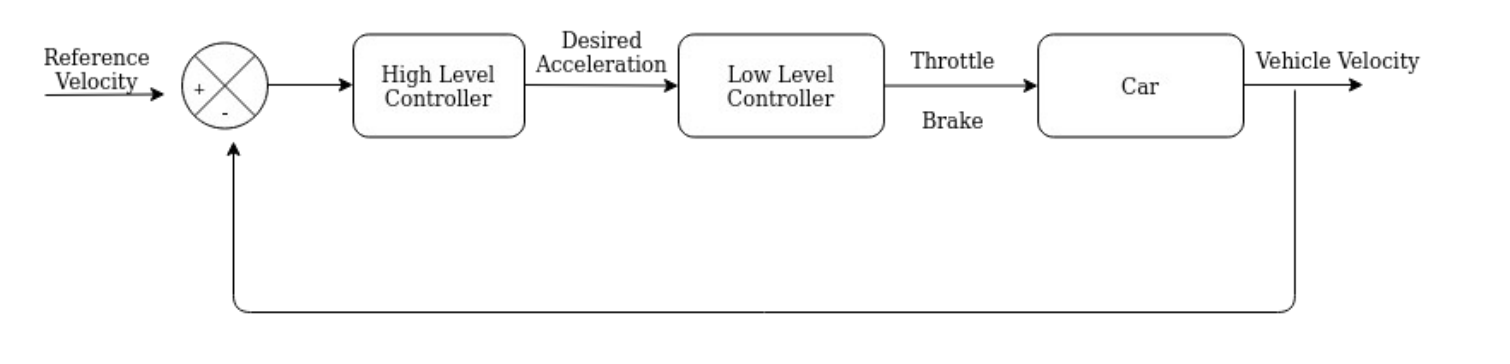 Reference
Velocity
+
-
High Level
Controller
Desired
Acceleration
Low Level
Controller
Throttle
Brake
Car
Vehicle Velocity